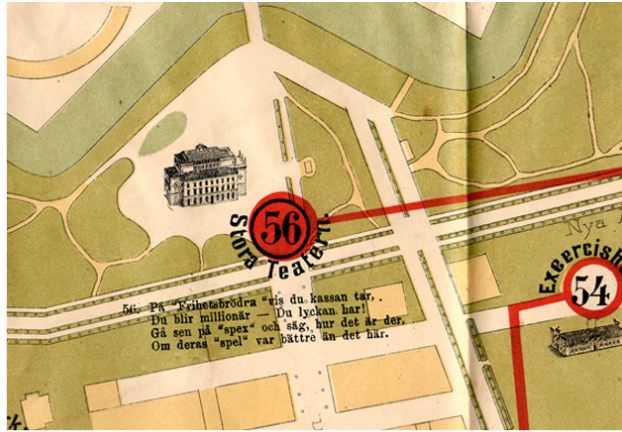 56
Stora Teatern.
56. På "Frihetsbrödra "vis du kassan tar, .
Du blir millionär — Du lyckan har!
Gå sen på "spex" och säg, hur det är der,
Om deras "spel" var bättre än det här.
Nya
54